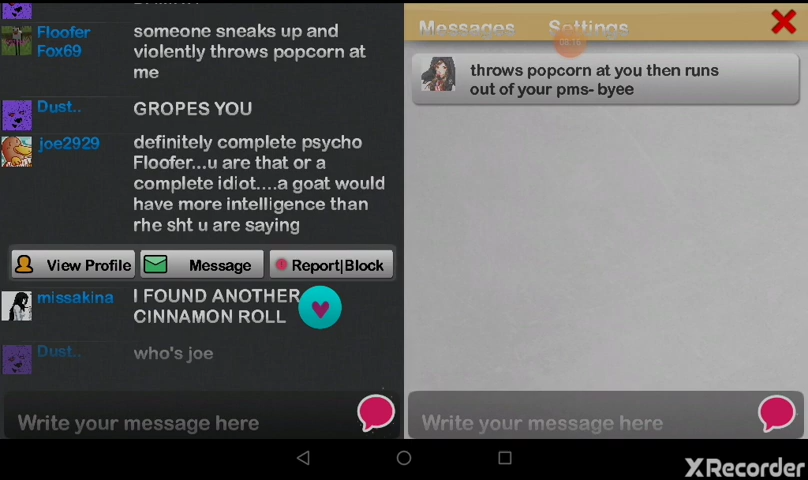 Floofer
Fox69
someone sneaks up and
violently throws popcorn at
me
Dust..
GROPES YOU
joe2929
definitely complete psycho
Floofer...u are that or a
complete idiot....a goat would
have more intelligence than
rhe sht u are saying
View Profile
Message
Report|Block
missakina
I FOUND ANOTHER
CINNAMON ROLL
Dust..
who's joe
Write your message here
Messages
Settings
throws popcorn at you then runs
out of your pms- byee
Write your message here
XRecorder